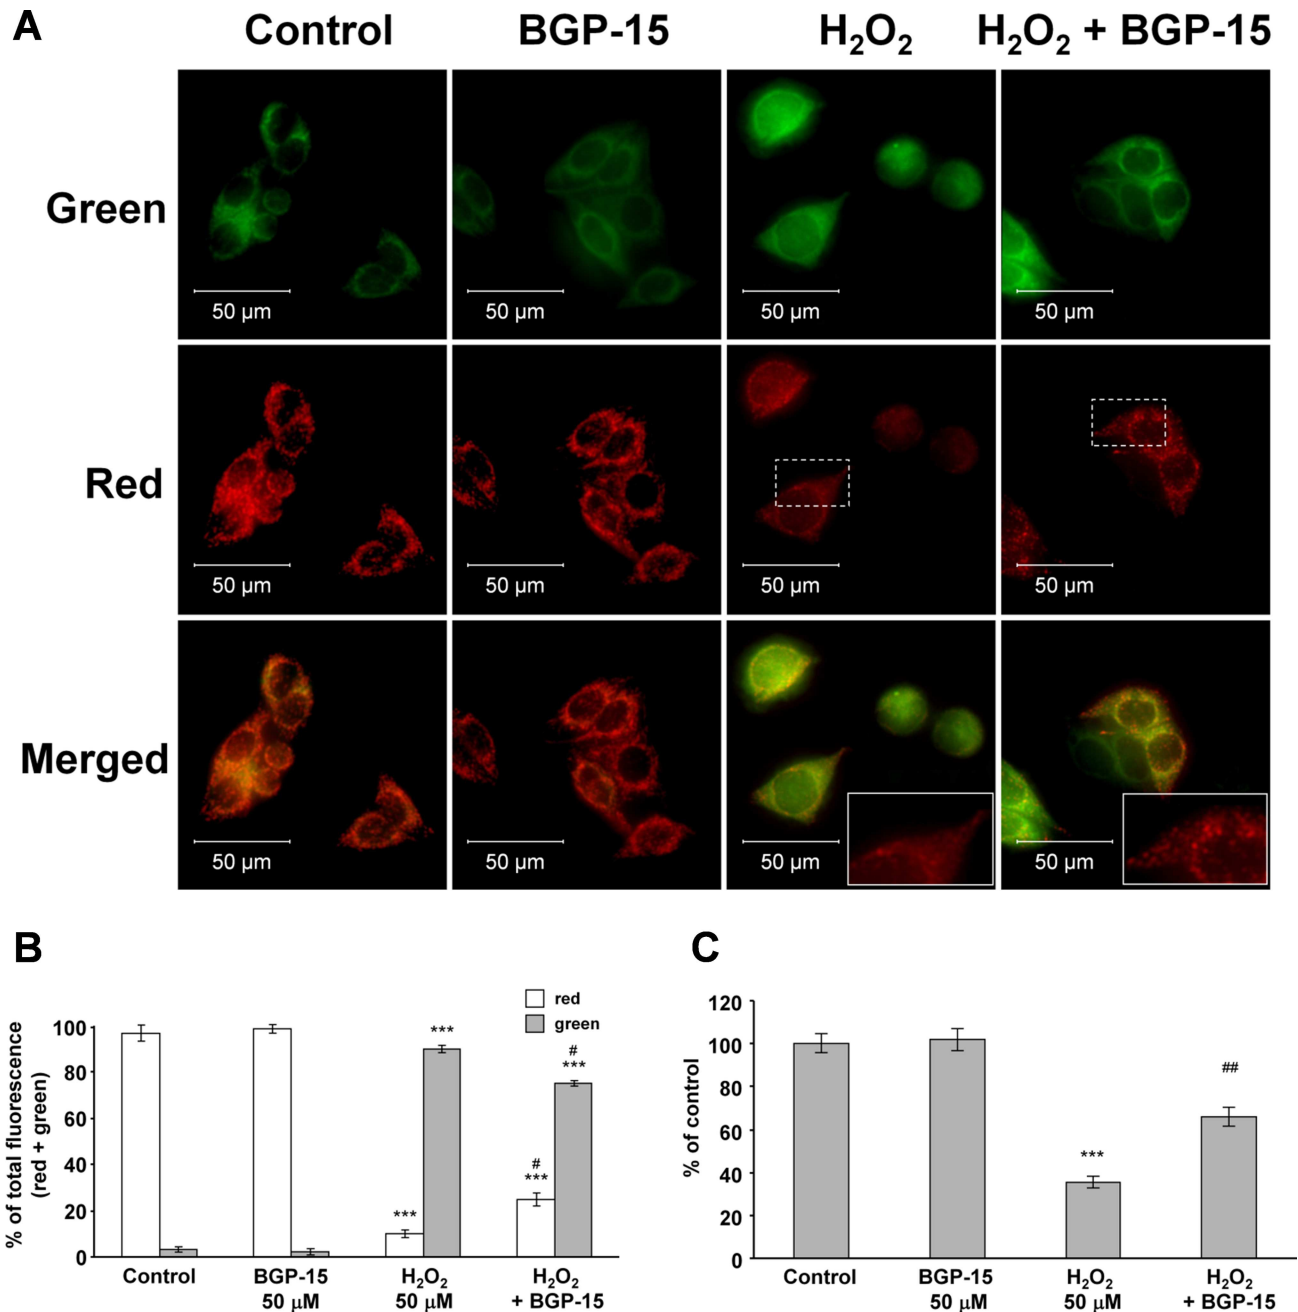 A
Control
BGP-15
H₂O₂
H₂O₂ + BGP-15
Green
50 µm
50 µm
50 µm
50 µm
Red
50 µm
50 µm
50 µm
50 µm
Merged
50 µm
50 µm
50 µm
50 µm
B
% of total fluorescence
(red + green)
red
green
100
80
60
40
20
0
***
***
#
***
#
***
Control
BGP-15
50 µM
H₂O₂
50 µM
H₂O₂
+ BGP-15
C
% of control
120
100
80
60
40
20
0
***
##
Control
BGP-15
50 µM
H₂O₂
50 µM
H₂O₂
+ BGP-15